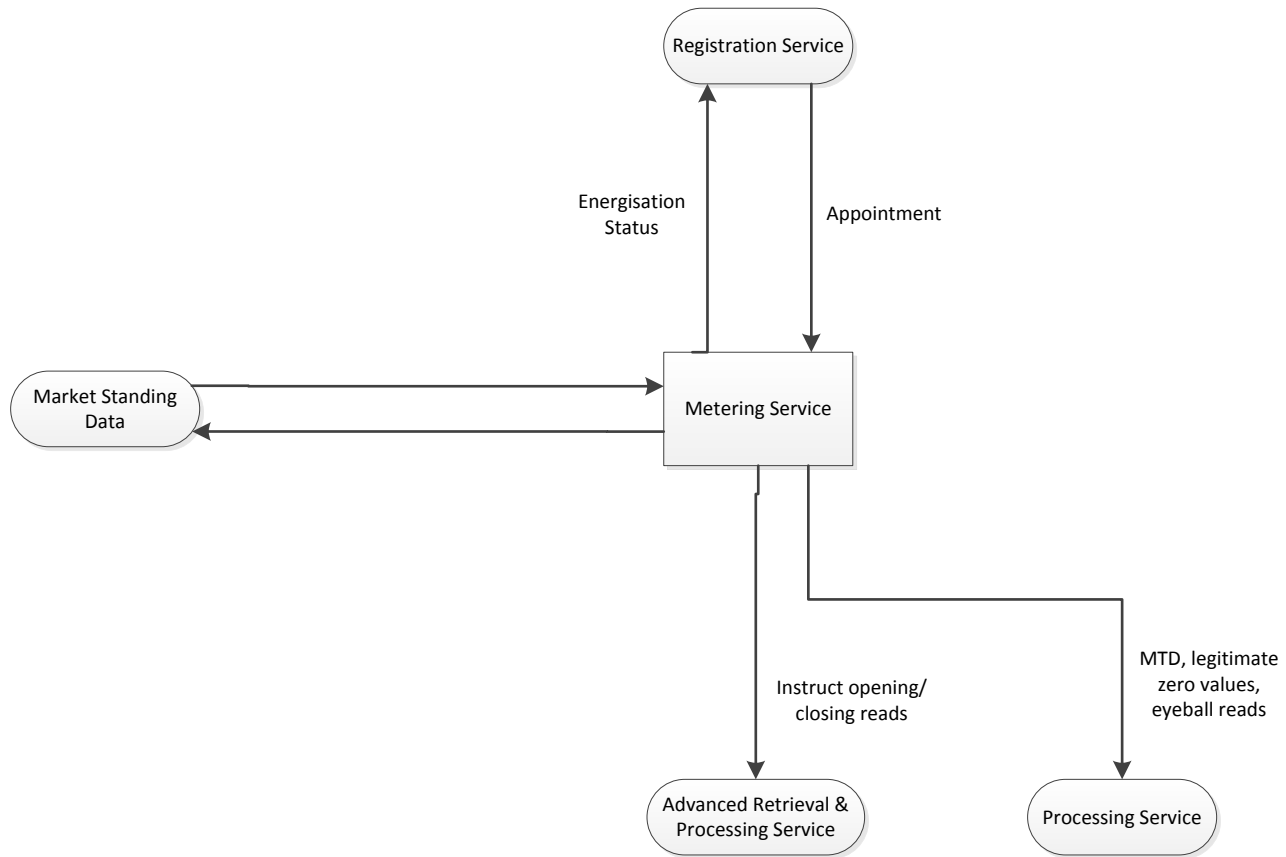 Registration Service
Energisation
Status
Appointment
Market Standing
Data
Metering Service
Instruct opening/
closing reads
MTD, legitimate
zero values,
eyeball reads
Advanced Retrieval &
Processing Service
Processing Service